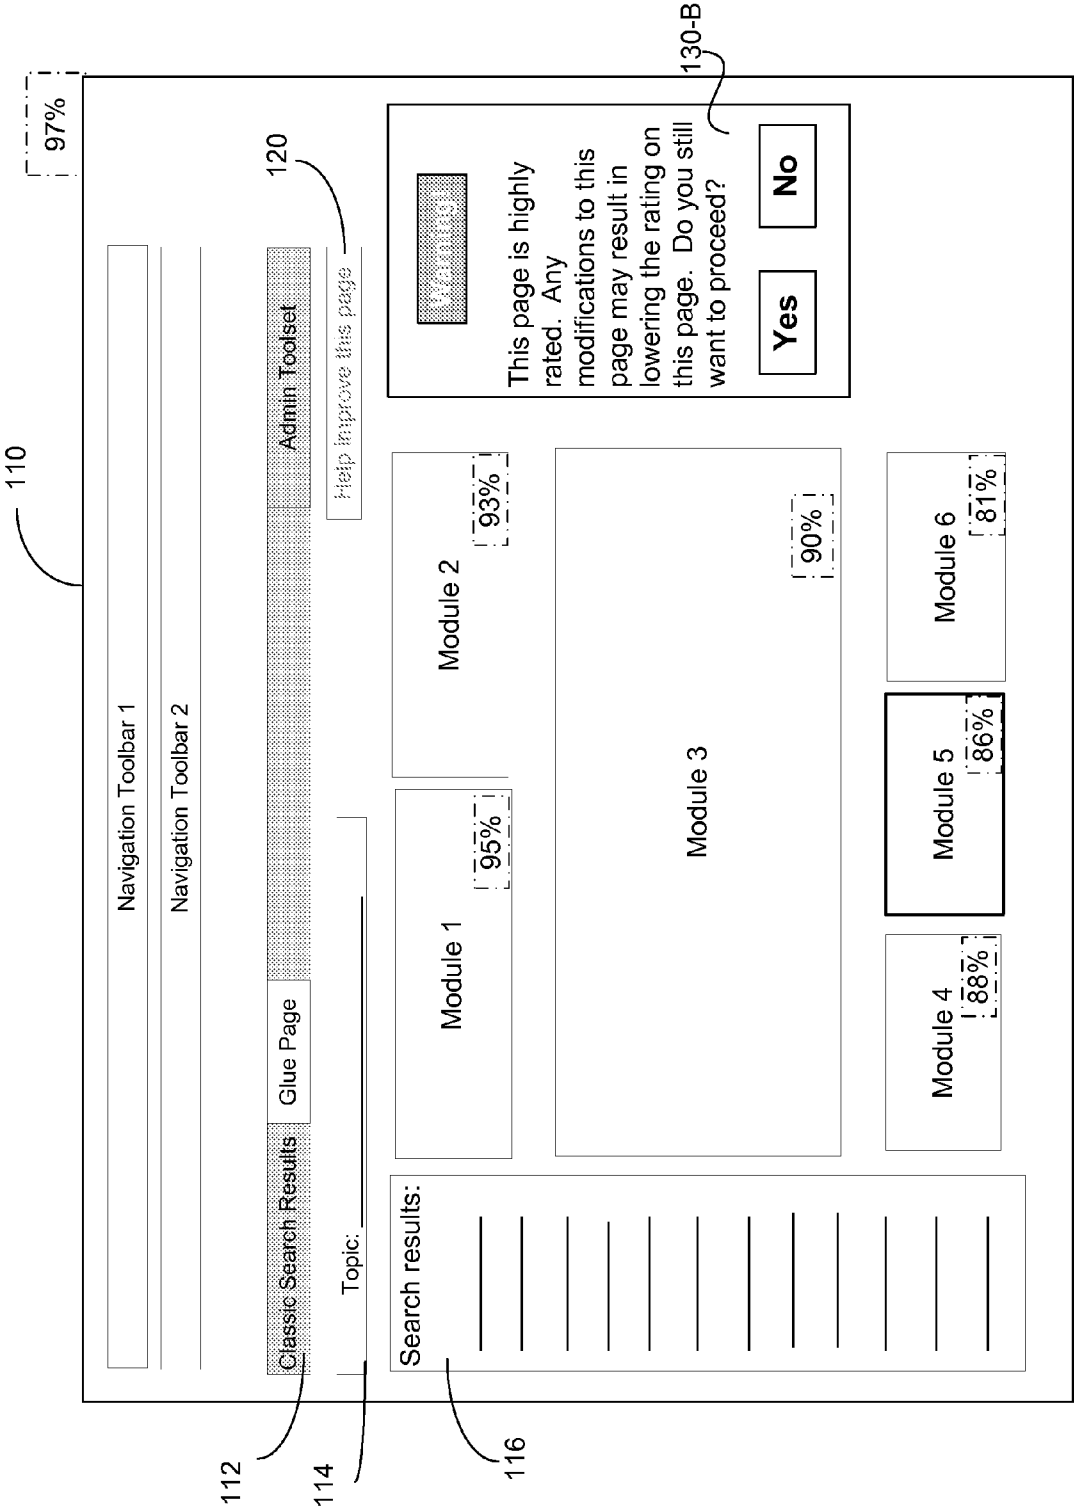 110
97%
Navigation Toolbar 1
Navigation Toolbar 2
112
Classic Search Results
Glue Page
Admin Toolset
114
Topic:
Help improve this page
120
116
Search results:
Module 1
95%
Module 2
93%
Module 3
90%
Module 4
88%
Module 5
86%
Module 6
81%
Warning!
This page is highly
rated. Any
modifications to this
page may result in
lowering the rating on
this page. Do you still
want to proceed?
Yes
No
130-B